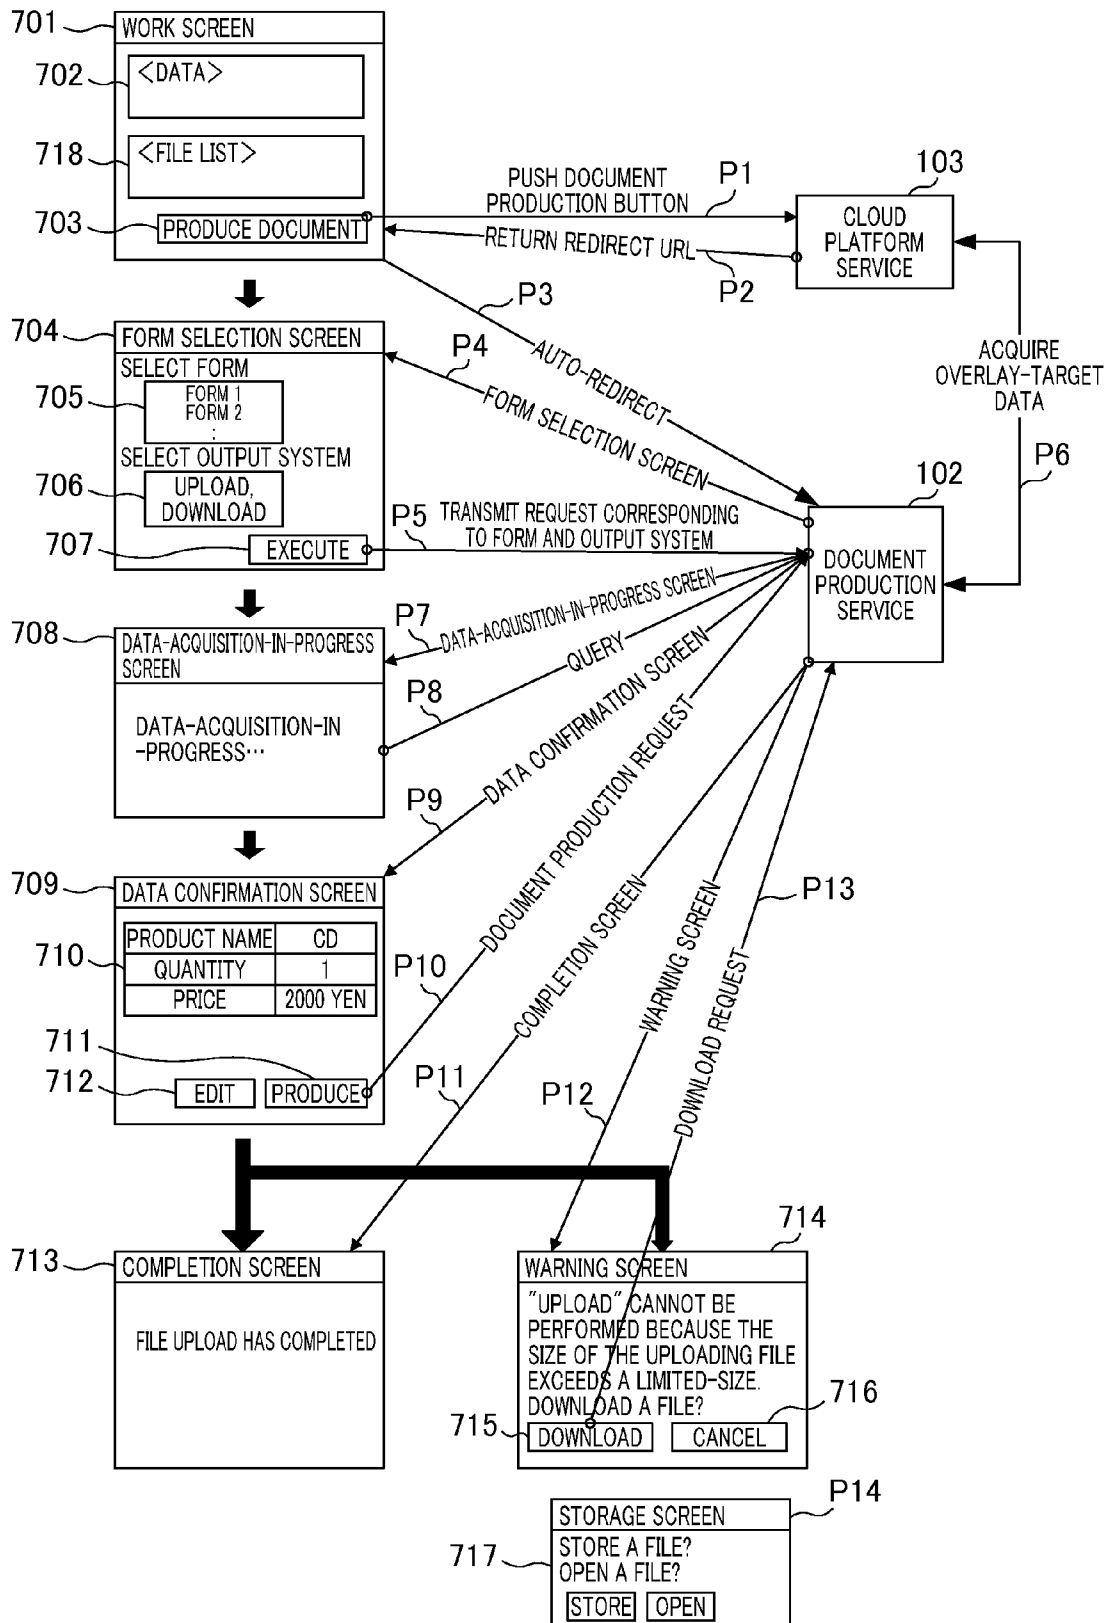 701
WORK SCREEN
702
<DATA>
718
<FILE LIST>
703
PRODUCE DOCUMENT
PUSH DOCUMENT
PRODUCTION BUTTON
P1
RETURN REDIRECT URL
P2
103
CLOUD
PLATFORM
SERVICE
P3
AUTO-REDIRECT
P4
FORM SELECTION SCREEN
ACQUIRE
OVERLAY-TARGET
DATA
P6
704
FORM SELECTION SCREEN
SELECT FORM
705
FORM 1
FORM 2
:
SELECT OUTPUT SYSTEM
706
UPLOAD,
DOWNLOAD
707
EXECUTE
P5
TRANSMIT REQUEST CORRESPONDING
TO FORM AND OUTPUT SYSTEM
102
DOCUMENT
PRODUCTION
SERVICE
708
DATA-ACQUISITION-IN-PROGRESS
SCREEN
DATA-ACQUISITION-IN
-PROGRESS…
P7
DATA-ACQUISITION-IN-PROGRESS SCREEN
P8
QUERY
P9
DATA CONFIRMATION SCREEN
709
DATA CONFIRMATION SCREEN
710
PRODUCT NAME CD
QUANTITY 1
PRICE 2000 YEN
711
712
EDIT
PRODUCE
P10
DOCUMENT PRODUCTION REQUEST
P11
COMPLETION SCREEN
P12
WARNING SCREEN
P13
DOWNLOAD REQUEST
713
COMPLETION SCREEN
FILE UPLOAD HAS COMPLETED
714
WARNING SCREEN
"UPLOAD" CANNOT BE
PERFORMED BECAUSE THE
SIZE OF THE UPLOADING FILE
EXCEEDS A LIMITED-SIZE.
DOWNLOAD A FILE?
715
DOWNLOAD
716
CANCEL
P14
STORAGE SCREEN
717
STORE A FILE?
OPEN A FILE?
STORE
OPEN